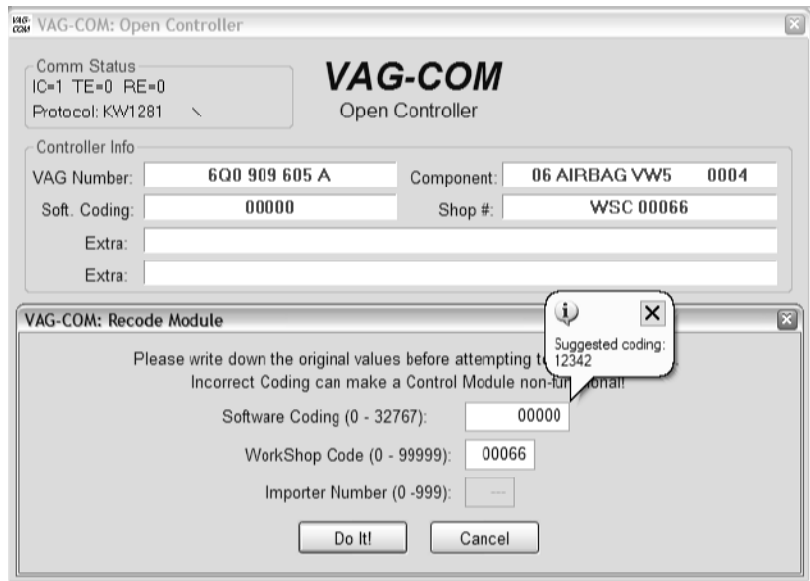 VAG-COM
VAG-COM: Open Controller
Comm Status
IC=1 TE=0 RE=0
Protocol: KW1281 \
VAG-COM
Open Controller
Controller Info
VAG Number: 6Q0 909 605 A Component: 06 AIRBAG VW5 0004
Soft. Coding: 00000 Shop #: WSC 00066
Extra:
Extra:
VAG-COM: Recode Module
Suggested coding:
12342
Please write down the original values before attempting to
Incorrect Coding can make a Control Module non-functional!
Software Coding (0 - 32767): 00000
WorkShop Code (0 - 99999): 00066
Importer Number (0 -999): ---
Do It! Cancel